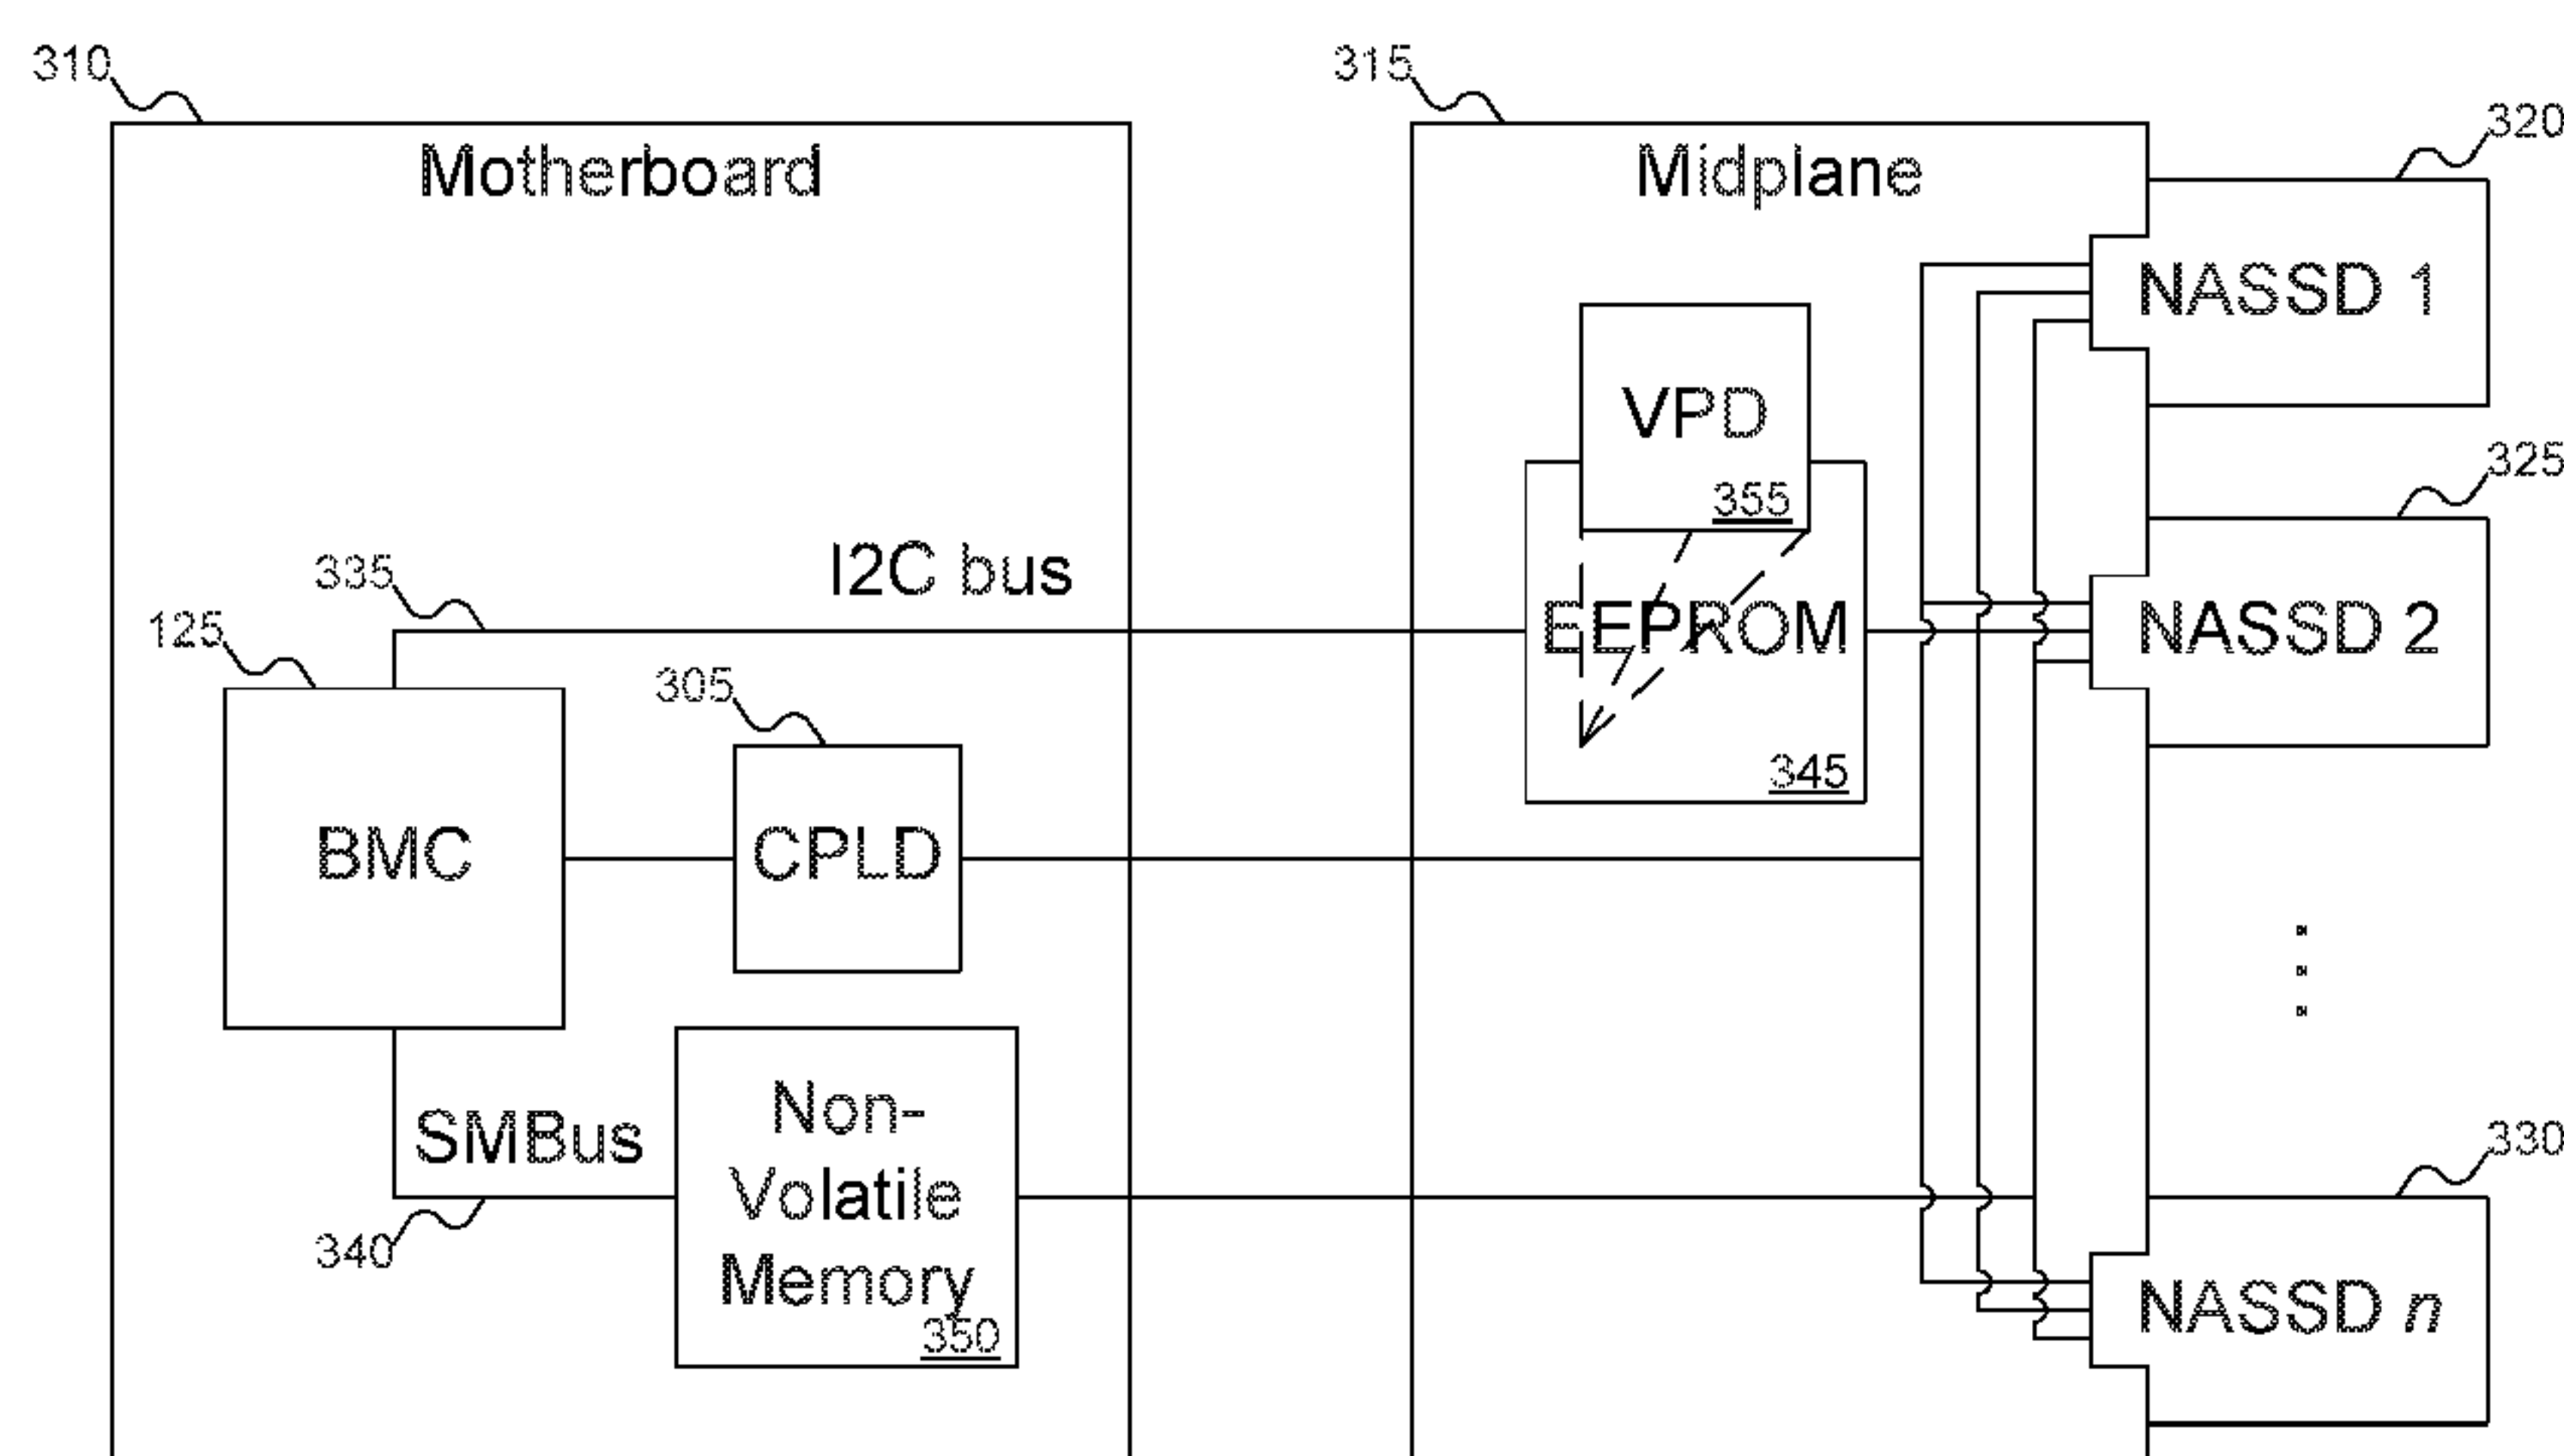 310
315
320
Motherboard
Midplane
NASSD 1
VPD
355
325
I2C bus
335
125
EEPROM
NASSD 2
305
345
BMC
CPLD
Non-
Volatile
Memory
350
SMBus
340
330
NASSD n